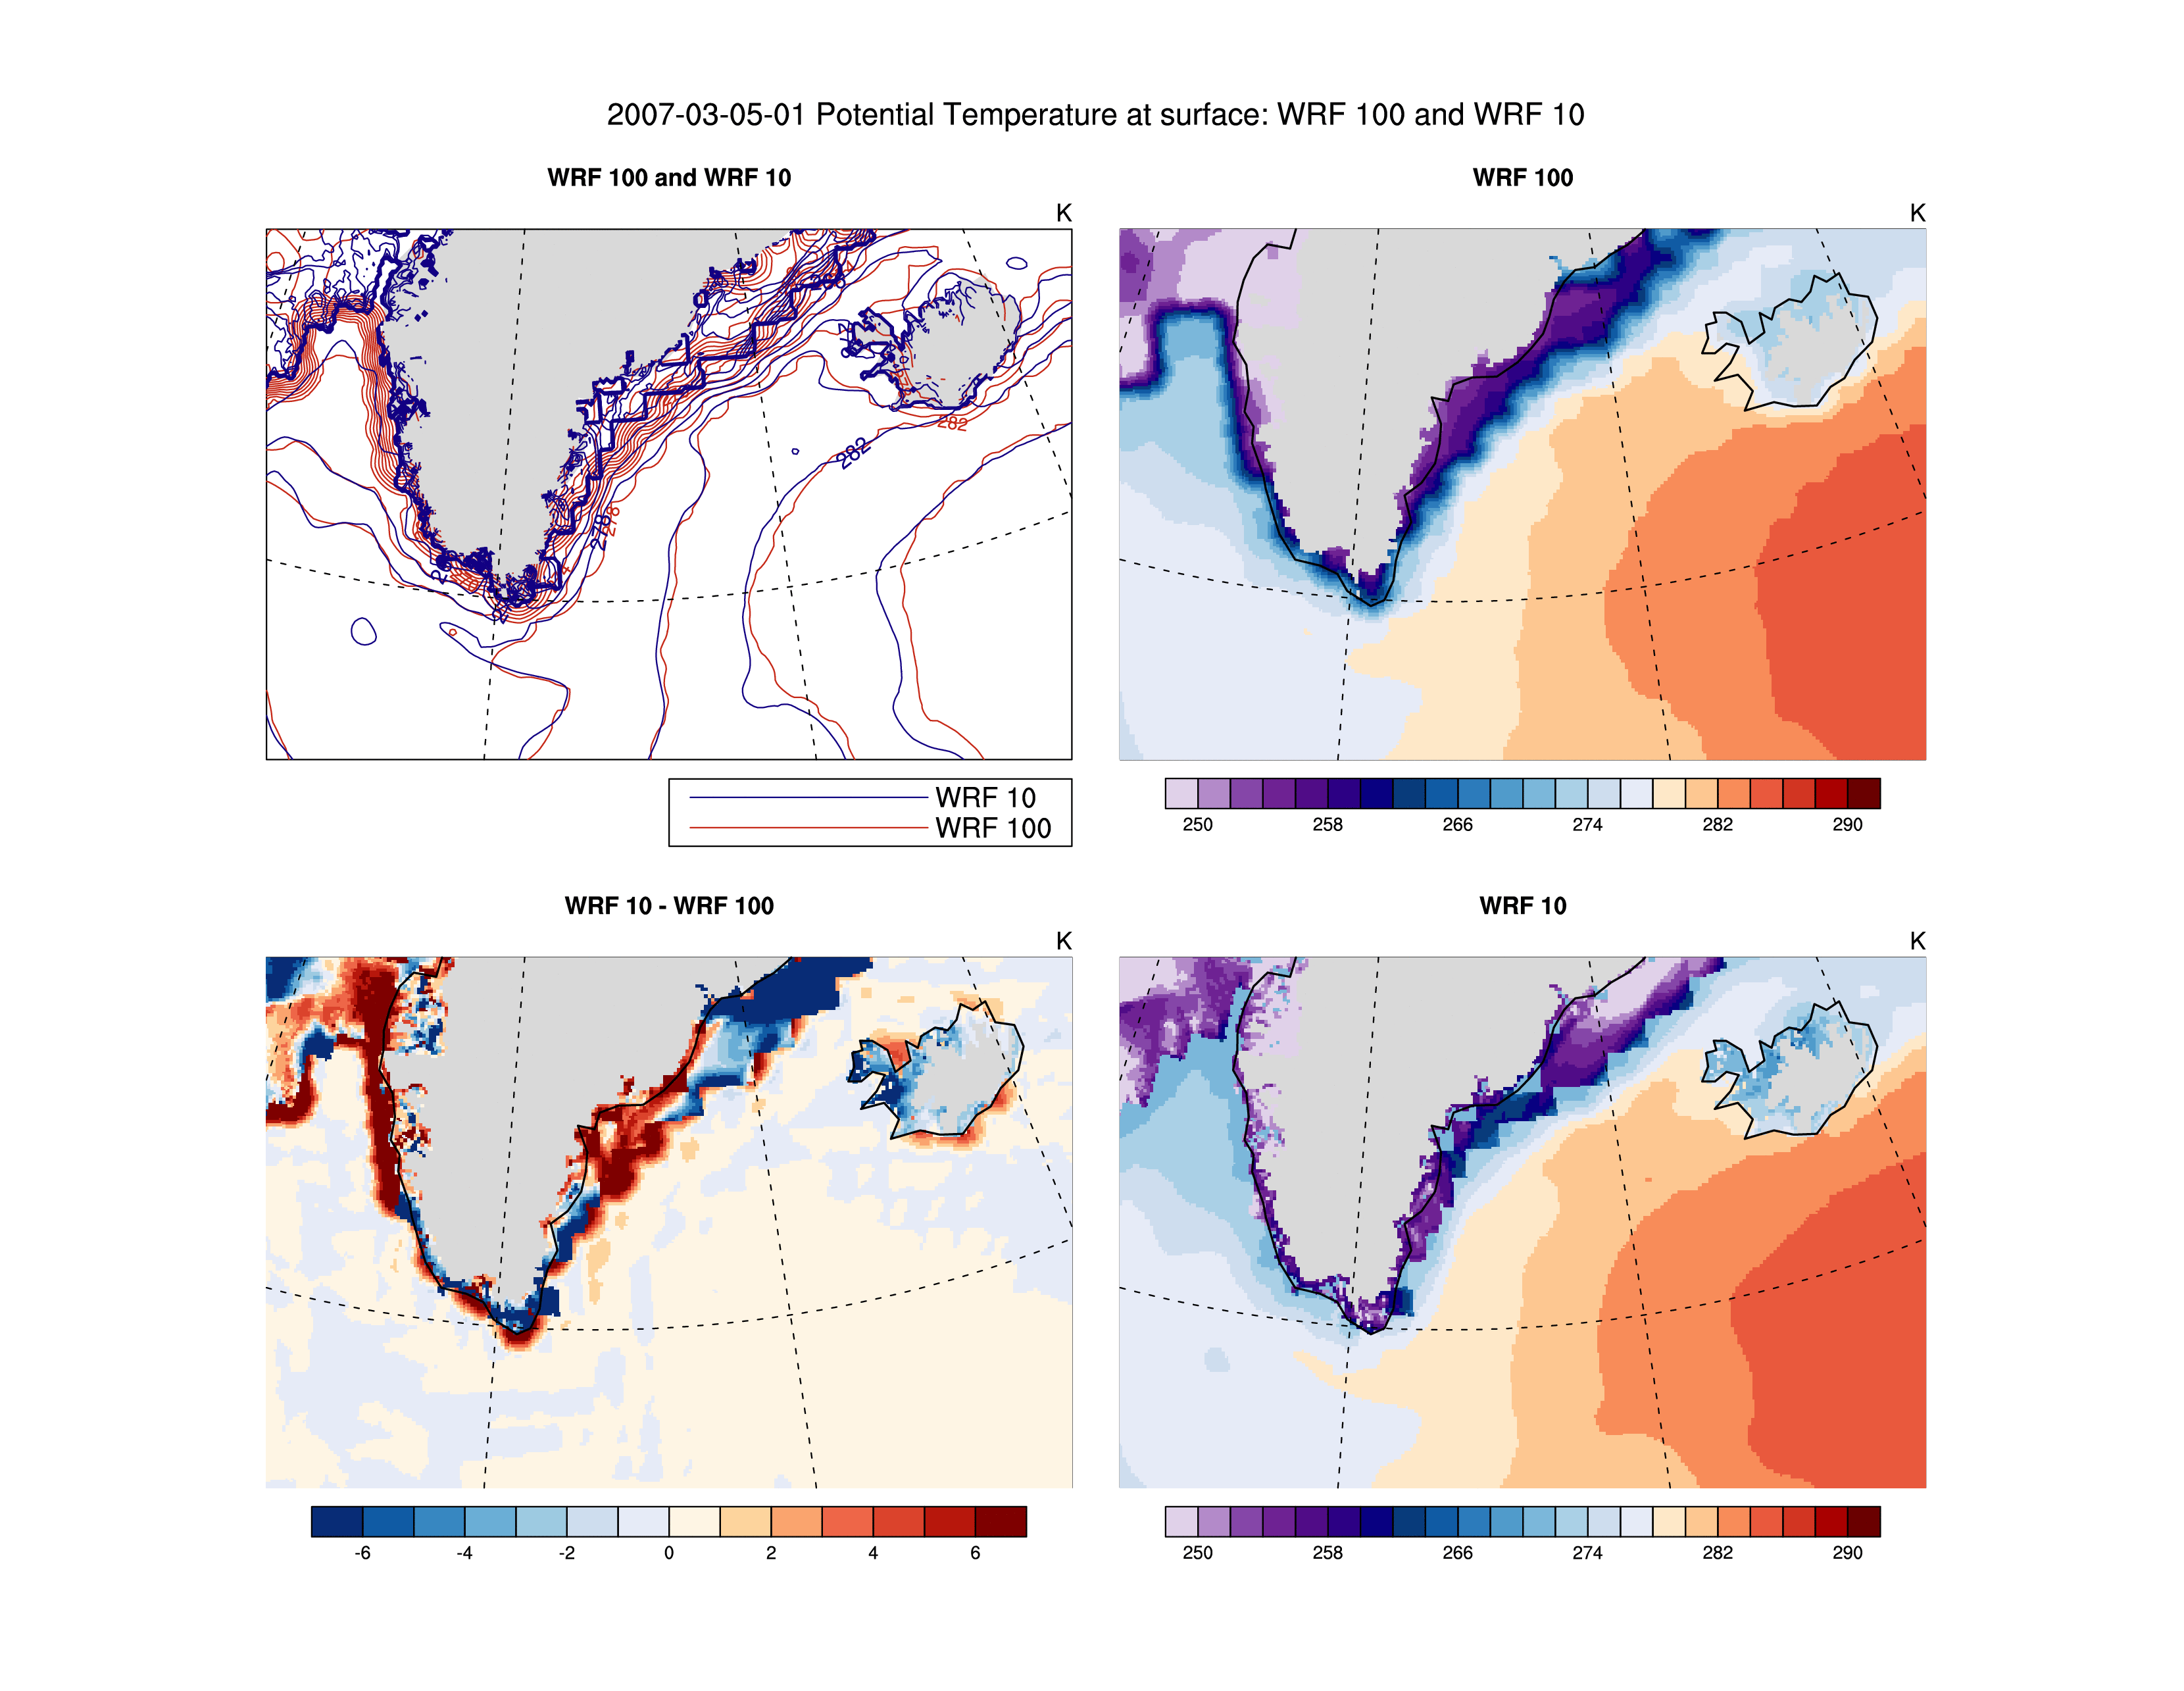 2007-03-05-01 Potential Temperature at surface: WRF 100 and WRF 10
WRF 100 and WRF 10
K
282
282
278
278
WRF 10
WRF 100
WRF 100
K
250 258 266 274 282 290
WRF 10 - WRF 100
K
-6 -4 -2 0 2 4 6
WRF 10
K
250 258 266 274 282 290